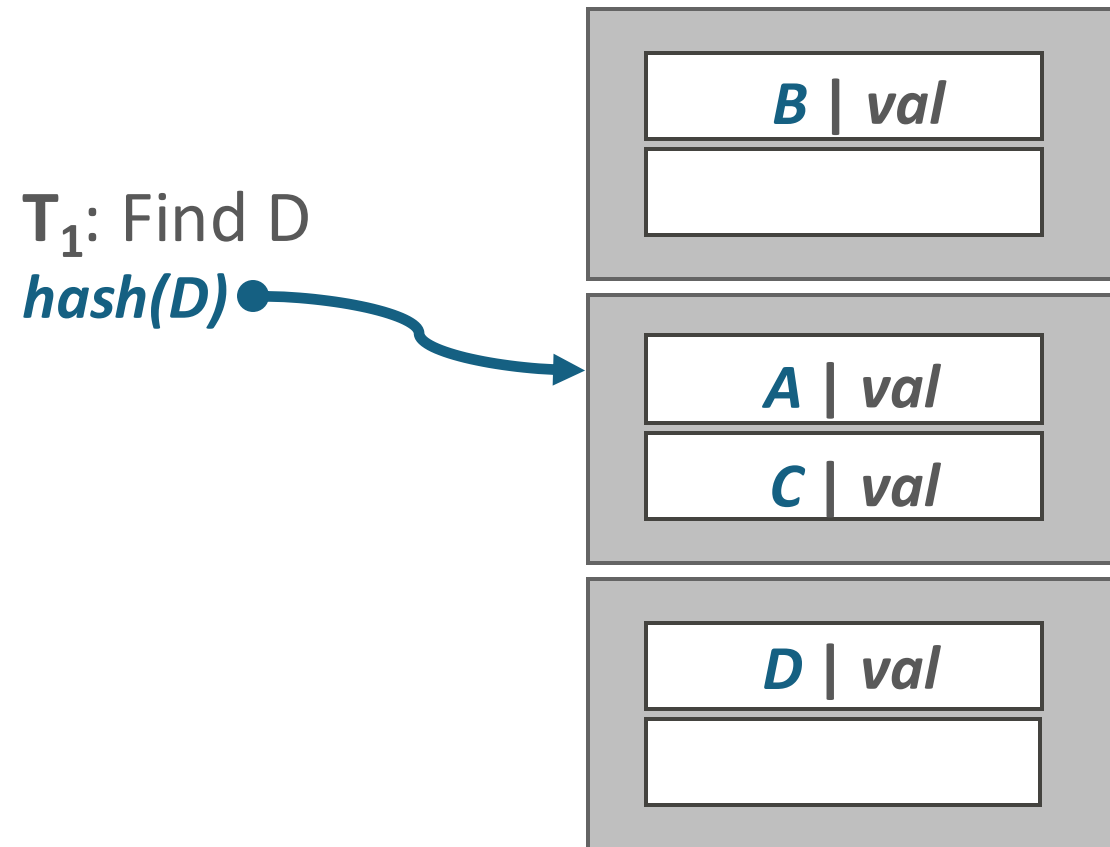 T₁: Find D
hash(D)
B | val
A | val
C | val
D | val